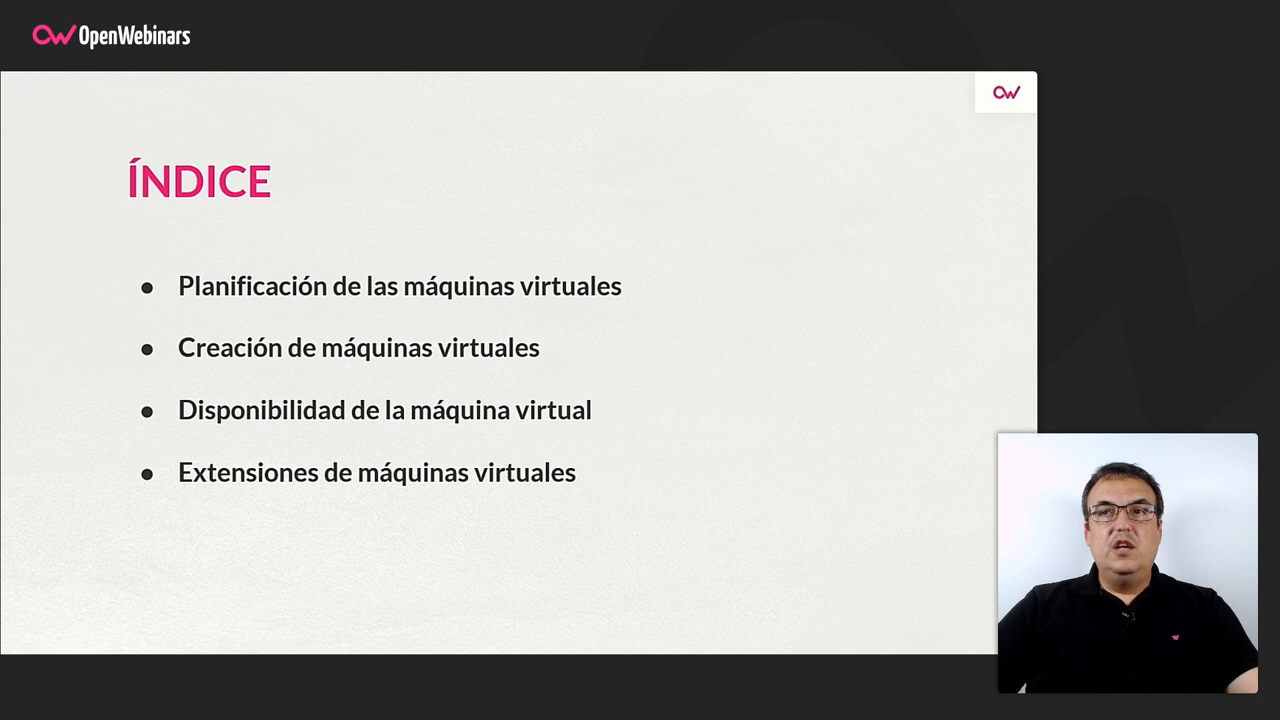 OpenWebinars
ÍNDICE
● Planificación de las máquinas virtuales
● Creación de máquinas virtuales
● Disponibilidad de la máquina virtual
● Extensiones de máquinas virtuales